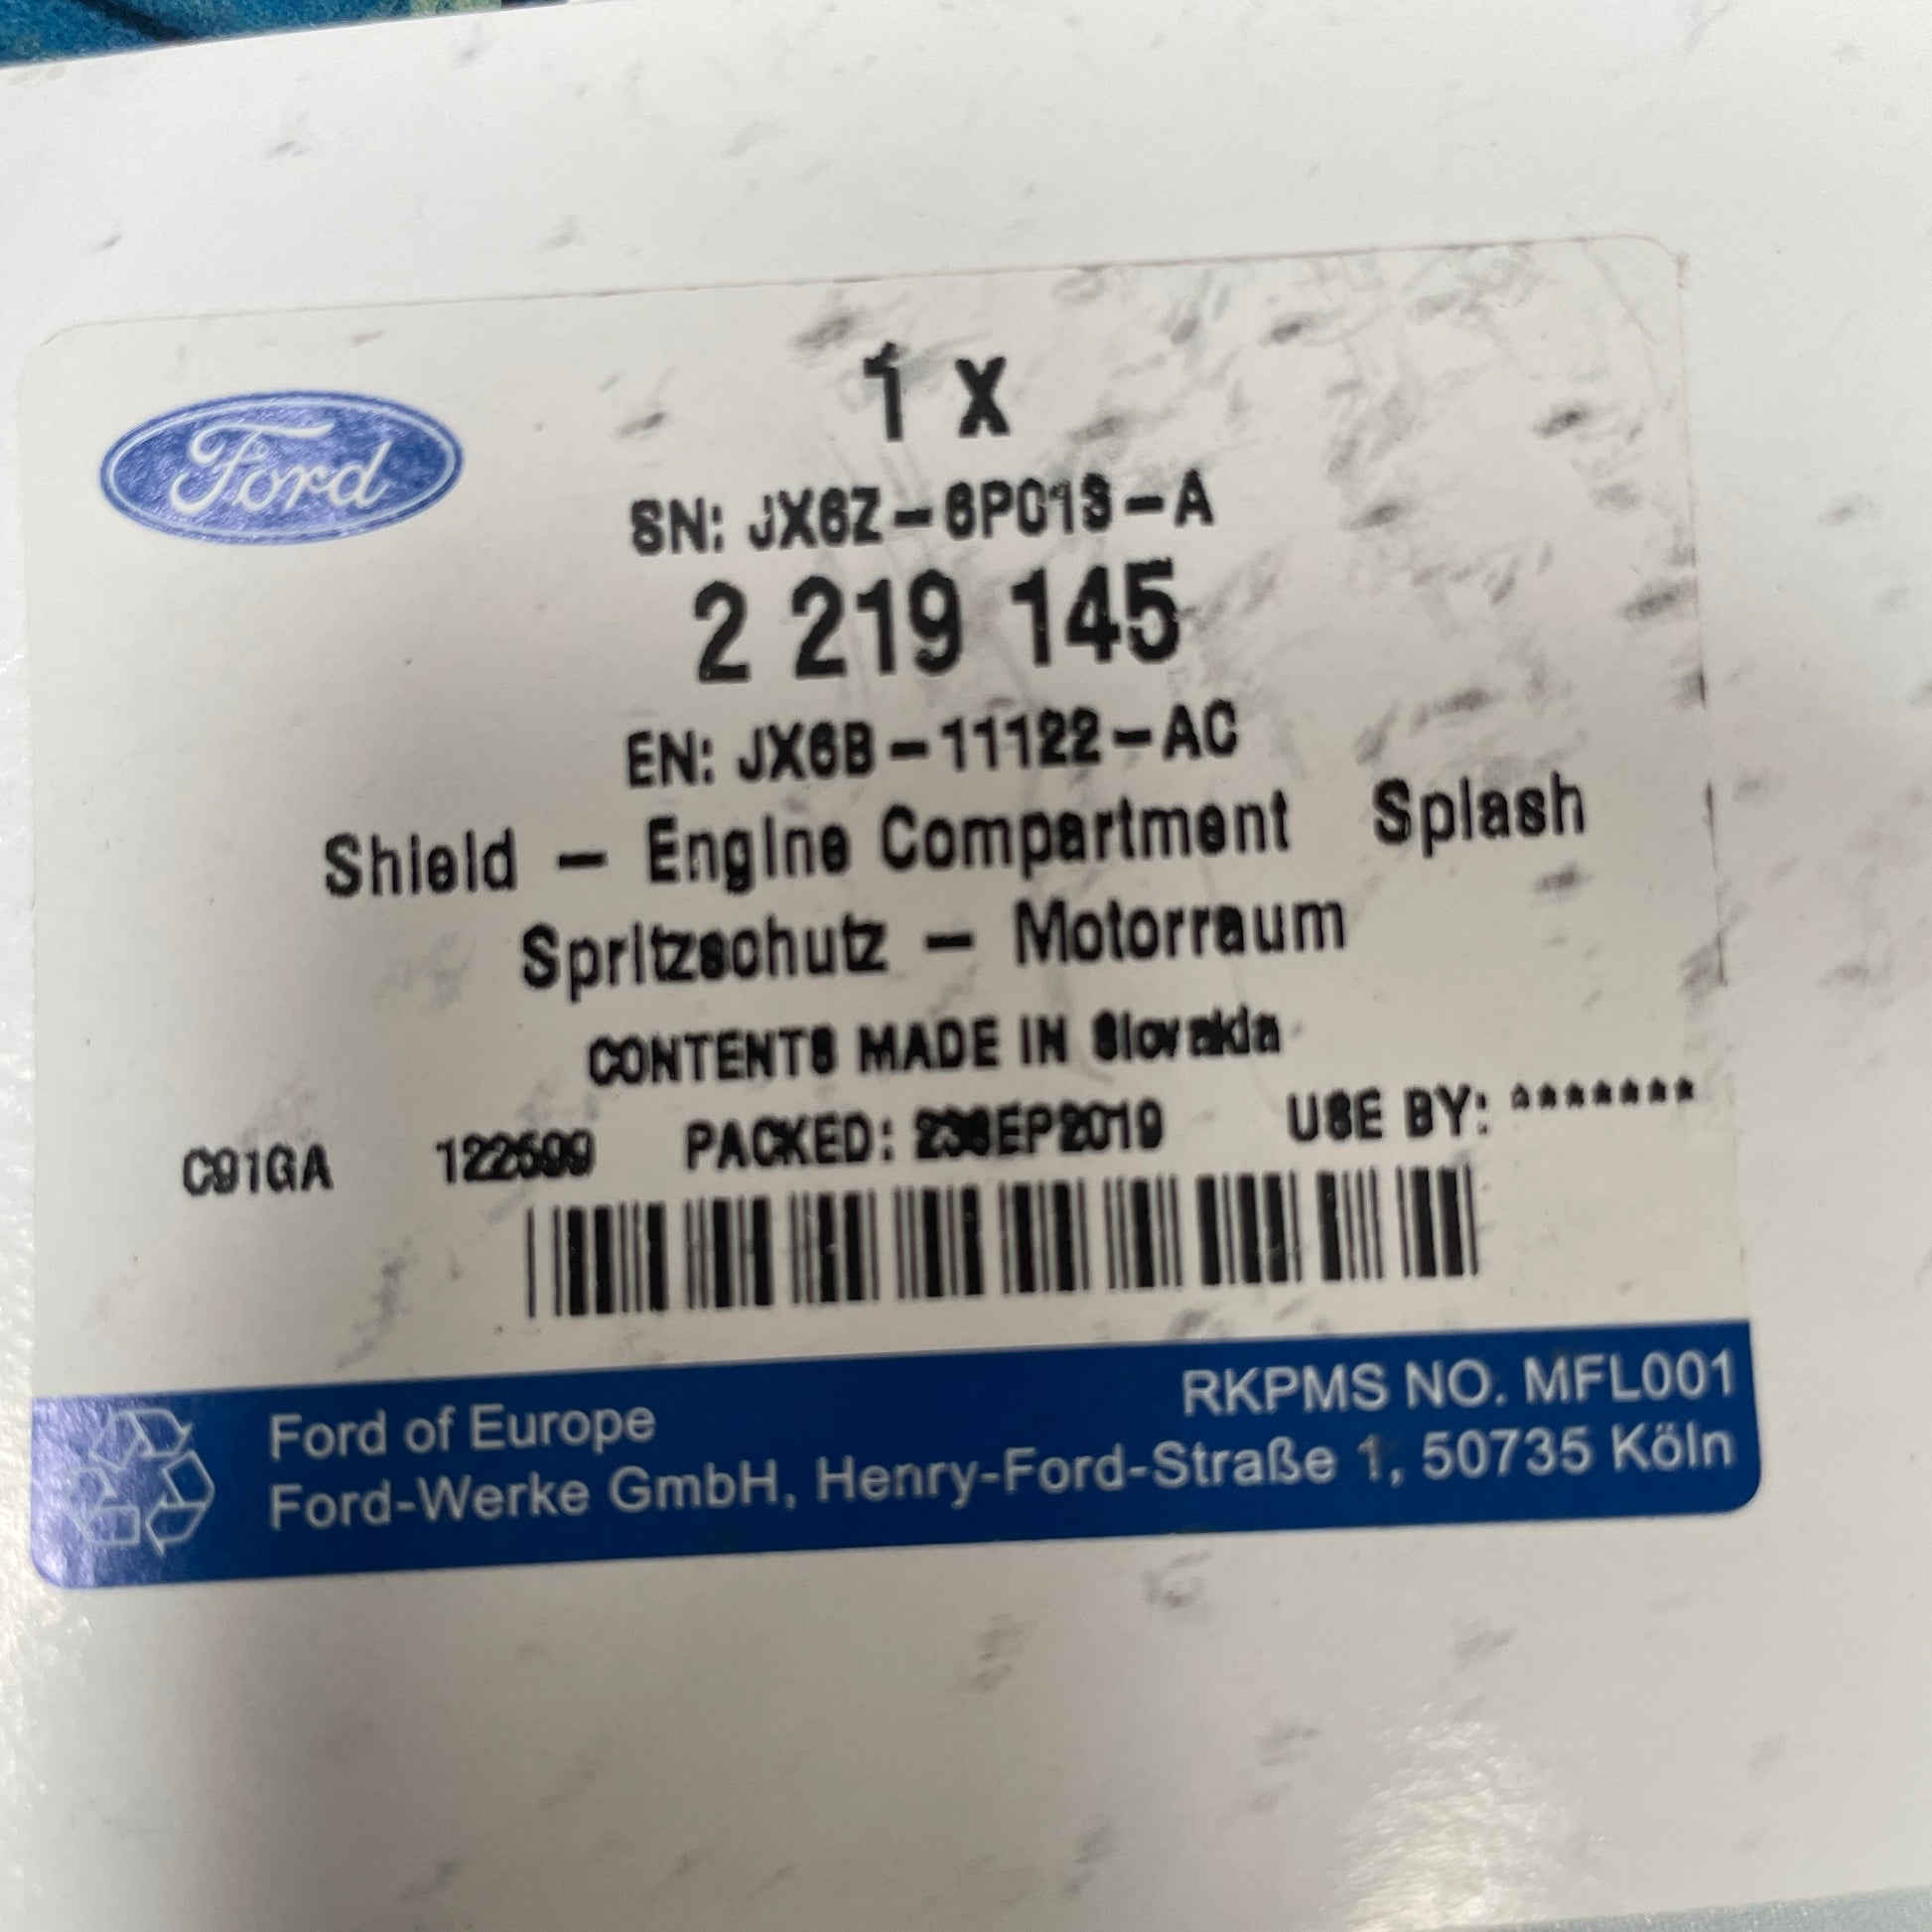 Ford
1 X
SN: JX6Z-6P013-A
2 219 145
EN: JX6B-11122-AC
Shield - Engine Compartment Splash
Spritzschutz - Motorraum
CONTENTS MADE IN Slovakia
C91GA 122599 PACKED: 23SEP2019 USE BY: *******
RKPMS NO. MFL001
Ford of Europe
Ford-Werke GmbH, Henry-Ford-Straße 1, 50735 Köln